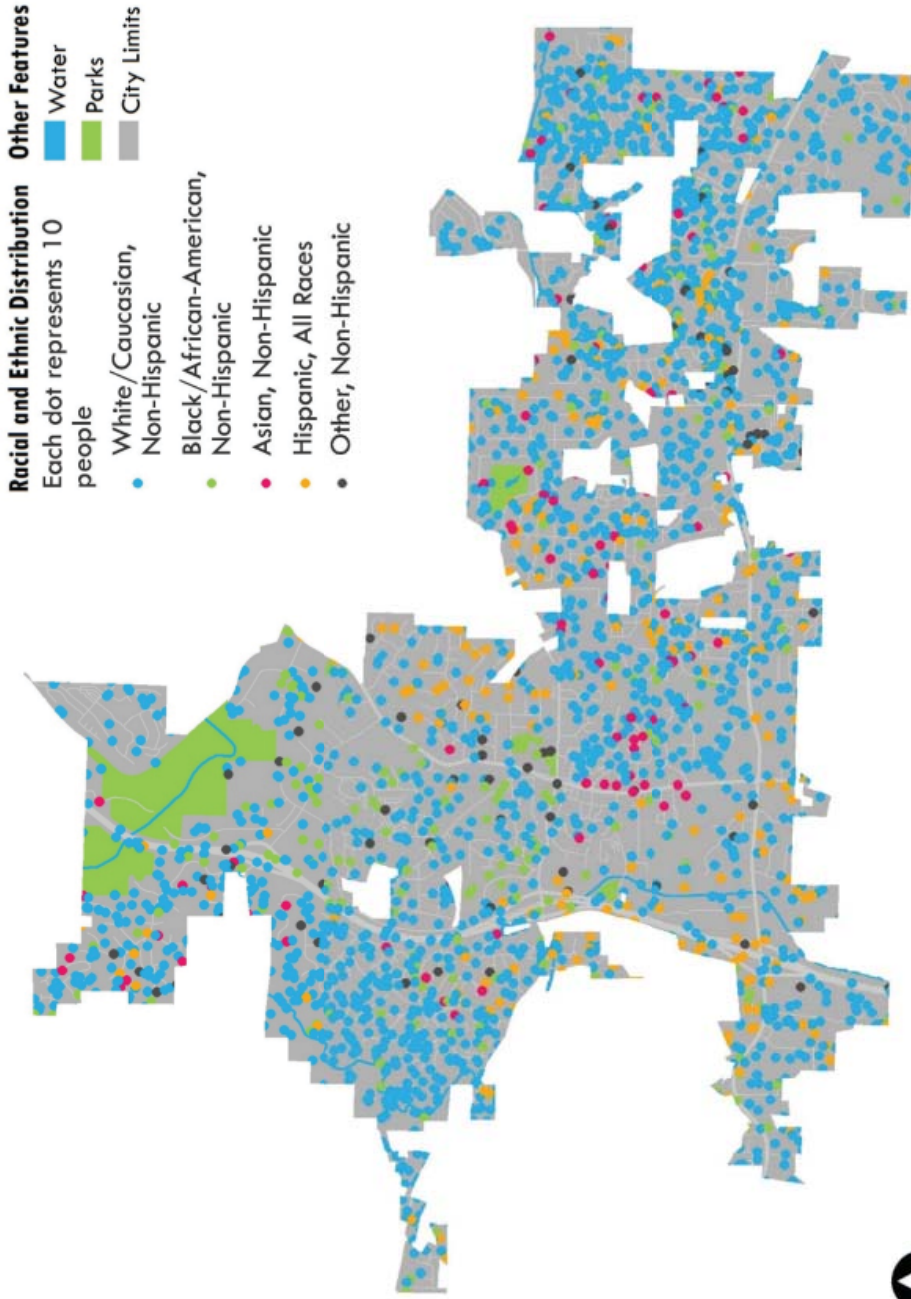 Racial and Ethnic Distribution
Each dot represents 10
people
White/Caucasian,
Non-Hispanic
Black/African-American,
Non-Hispanic
Asian, Non-Hispanic
Hispanic, All Races
Other, Non-Hispanic
Other Features
Water
Parks
City Limits